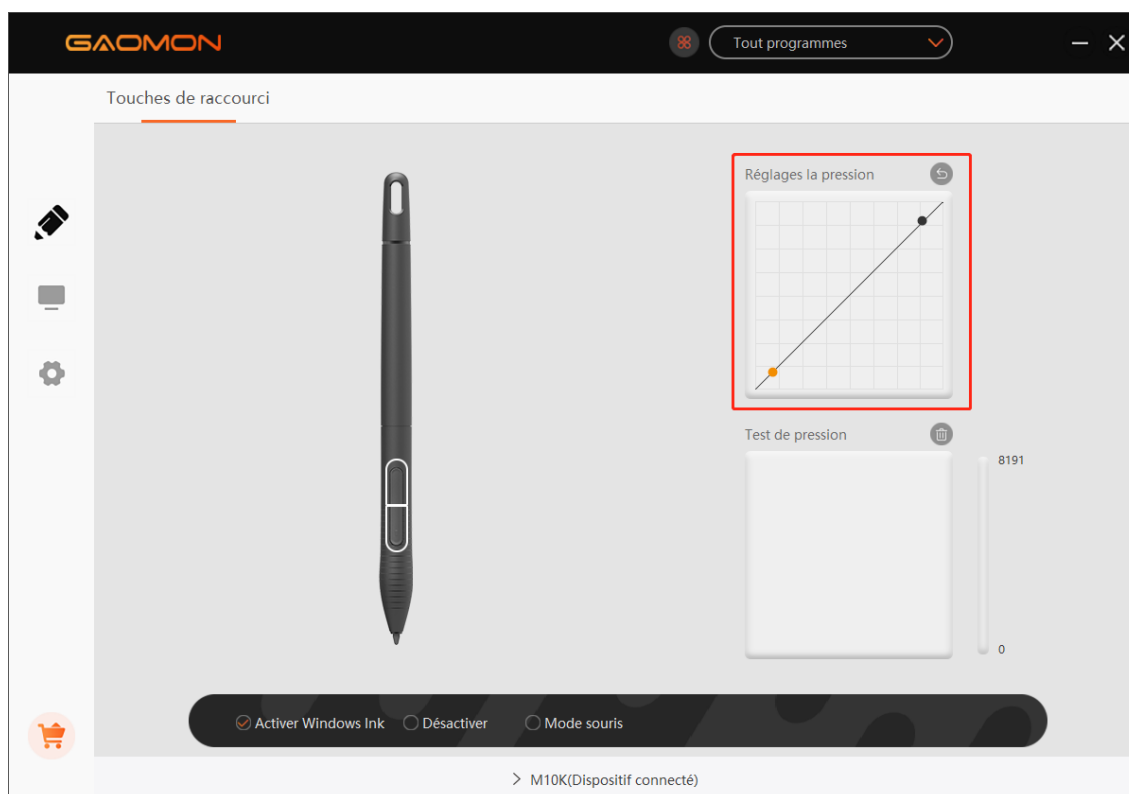 GAOMON
Tout programmes
Touches de raccourci
Réglages la pression
Test de pression
8191
0
Activer Windows Ink
Désactiver
Mode souris
M10K(Dispositif connecté)